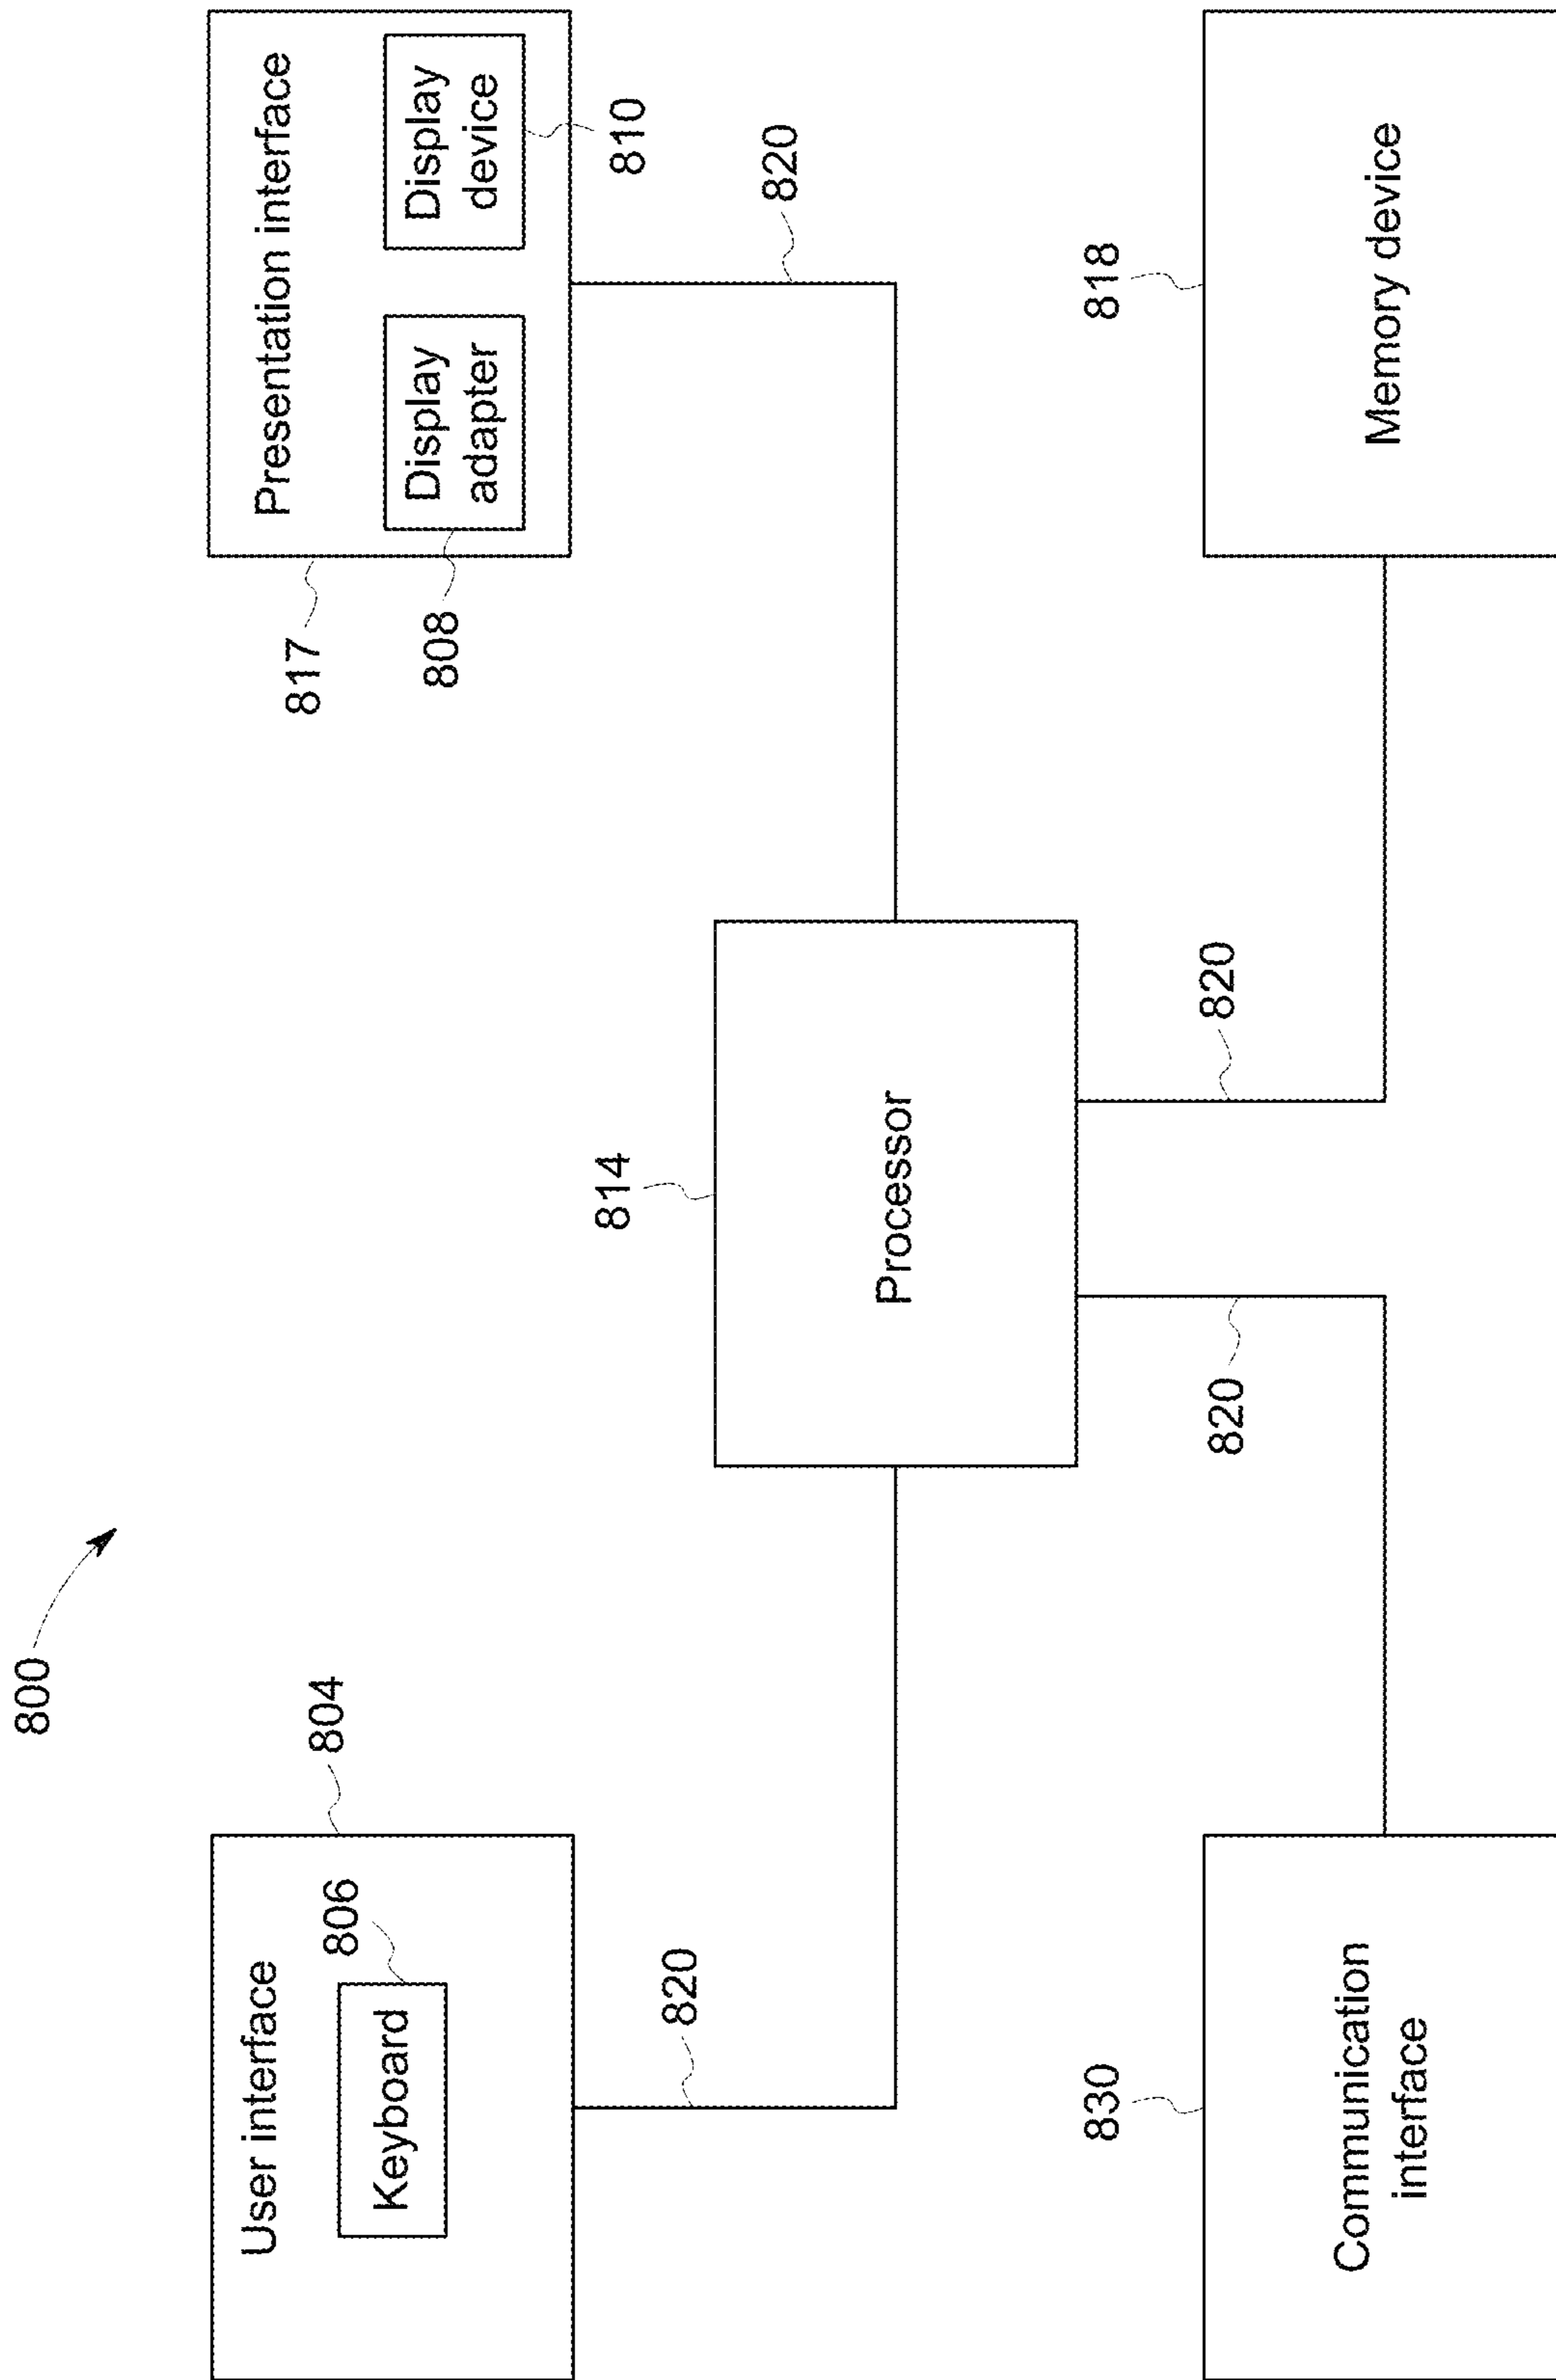 800
804
User interface
806
Keyboard
820
817
Presentation interface
808
Display
adapter
Display
device
810
820
814
Processor
820
820
830
Communication
interface
818
Memory device